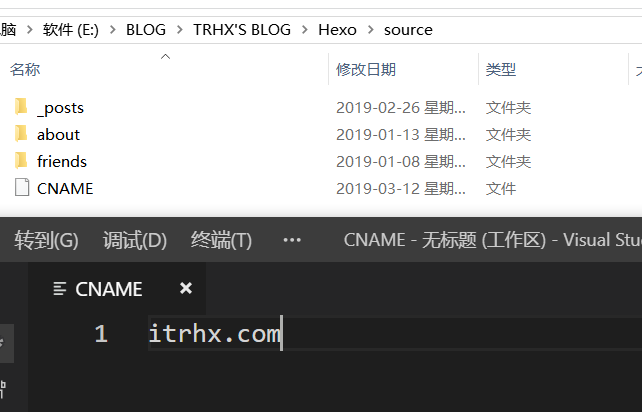 脑 > 软件 (E:) > BLOG > TRHX'S BLOG > Hexo > source
名称 修改日期 类型
_posts 2019-02-26 星期... 文件夹
about 2019-01-13 星期... 文件夹
friends 2019-01-08 星期... 文件夹
CNAME 2019-03-12 星期... 文件
转到(G) 调试(D) 终端(T) ··· CNAME - 无标题 (工作区) - Visual Stu
CNAME ×
1 itrhx.com